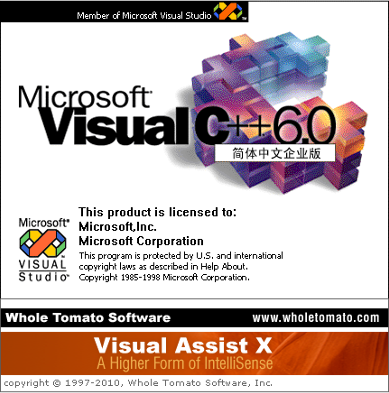 Member of Microsoft Visual Studio
Microsoft
Visual C++ 6.0
简体中文企业版
This product is licensed to:
Microsoft,Inc.
Microsoft Corporation
This program is protected by U.S. and international
copyright laws as described in Help About.
Copyright 1985-1998 Microsoft Corporation.
Microsoft®
VISUAL
Studio™
Whole Tomato Software www.wholetomato.com
Visual Assist X
A Higher Form of IntelliSense
copyright © 1997-2010, Whole Tomato Software, Inc.